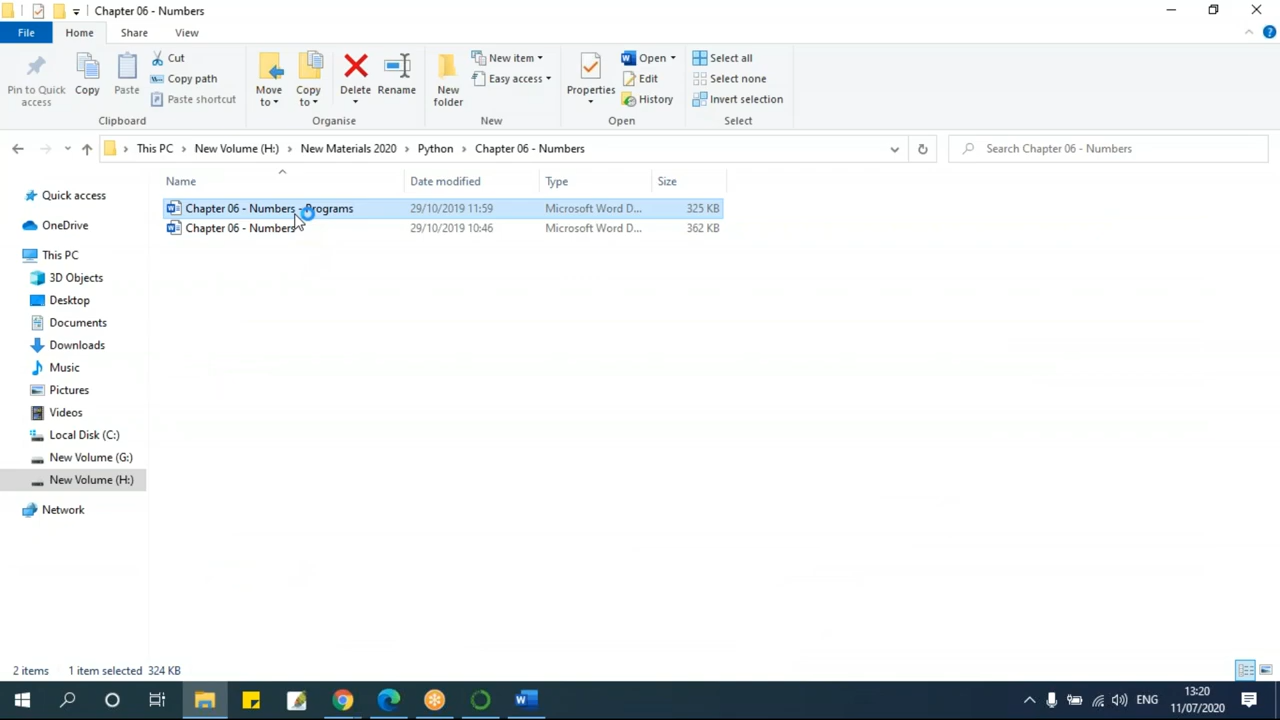 Chapter 06 - Numbers
File Home Share View
Pin to Quick access
Copy
Paste
Cut
Copy path
Paste shortcut
Clipboard
Move to
Copy to
Delete
Rename
Organise
New folder
New item
Easy access
New
Properties
Open
Edit
History
Open
Select all
Select none
Invert selection
Select
This PC New Volume (H:) New Materials 2020 Python Chapter 06 - Numbers
Search Chapter 06 - Numbers
Name Date modified Type Size
Chapter 06 - Numbers - Programs 29/10/2019 11:59 Microsoft Word D... 325 KB
Chapter 06 - Numbers 29/10/2019 10:46 Microsoft Word D... 362 KB
Quick access
OneDrive
This PC
3D Objects
Desktop
Documents
Downloads
Music
Pictures
Videos
Local Disk (C:)
New Volume (G:)
New Volume (H:)
Network
2 items 1 item selected 324 KB
ENG
13:20
11/07/2020